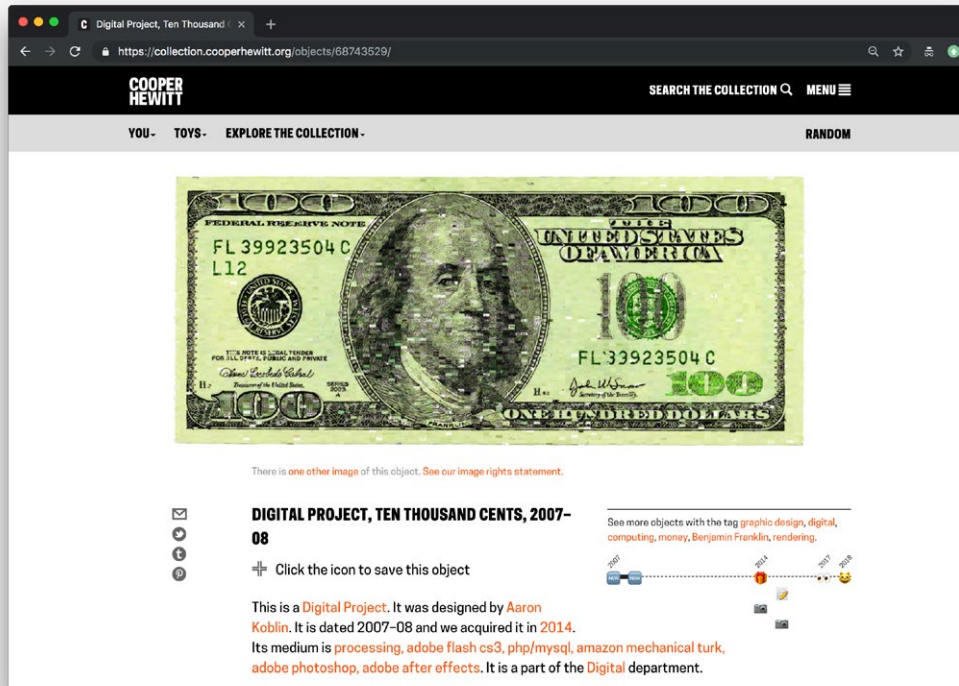 Digital Project, Ten Thousand C
https://collection.cooperhewitt.org/objects/68743529/
COOPER
HEWITT
SEARCH THE COLLECTION
MENU
YOU
TOYS
EXPLORE THE COLLECTION
RANDOM
100
100
FEDERAL RESERVE NOTE
THE
UNITED STATES
OF AMERICA
FL 39923504 C
L12
100
THIS NOTE IS LEGAL TENDER
FOR ALL DEBTS, PUBLIC AND PRIVATE
FL 33923504 C
Treasurer of the United States.
SERIES
2003
A
Secretary of the Treasury.
100
100
FRANKLIN
ONE HUNDRED DOLLARS
There is one other image of this object. See our image rights statement.
DIGITAL PROJECT, TEN THOUSAND CENTS, 2007–
08
Click the icon to save this object
This is a Digital Project. It was designed by Aaron
Koblin. It is dated 2007–08 and we acquired it in 2014.
Its medium is processing, adobe flash cs3, php/mysql, amazon mechanical turk,
adobe photoshop, adobe after effects. It is a part of the Digital department.
See more objects with the tag graphic design, digital,
computing, money, Benjamin Franklin, rendering.
2007
2014
2017
2018